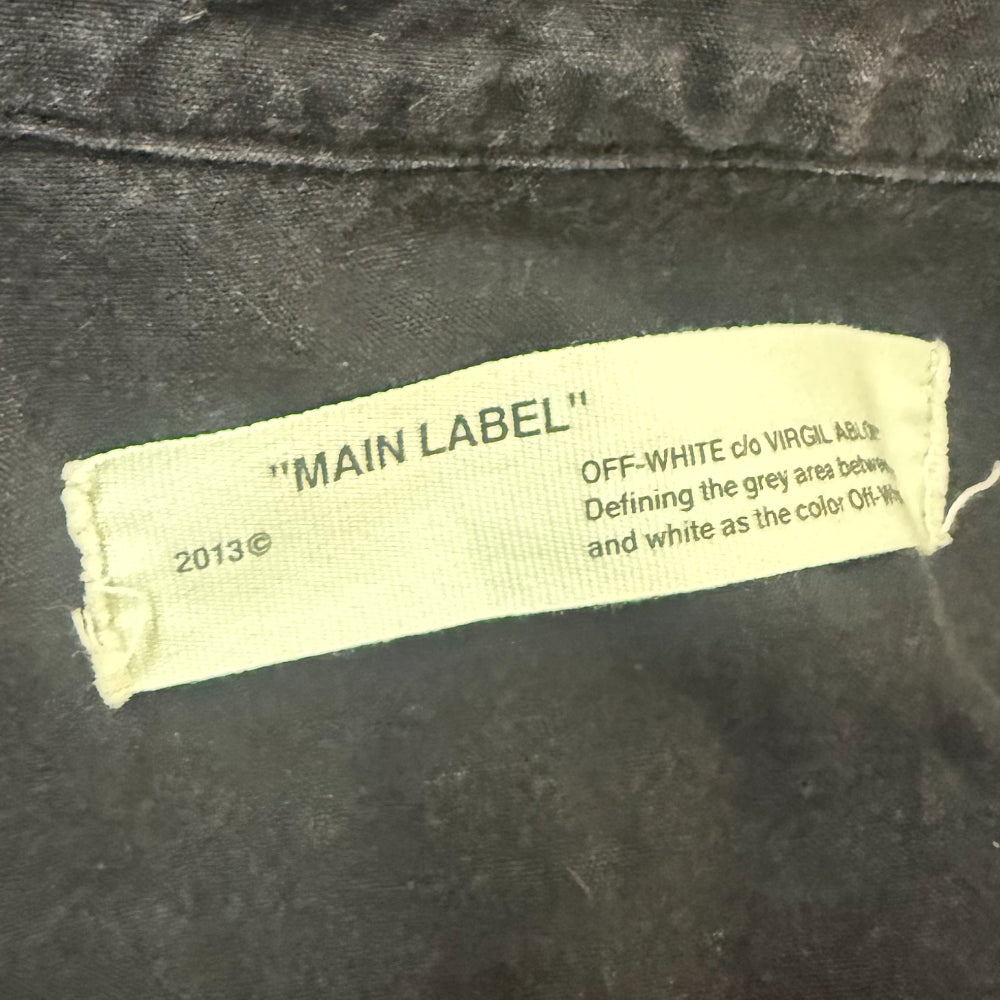 "MAIN LABEL"
2013©
OFF-WHITE c/o VIRGIL
Defining the grey area
and white as the color